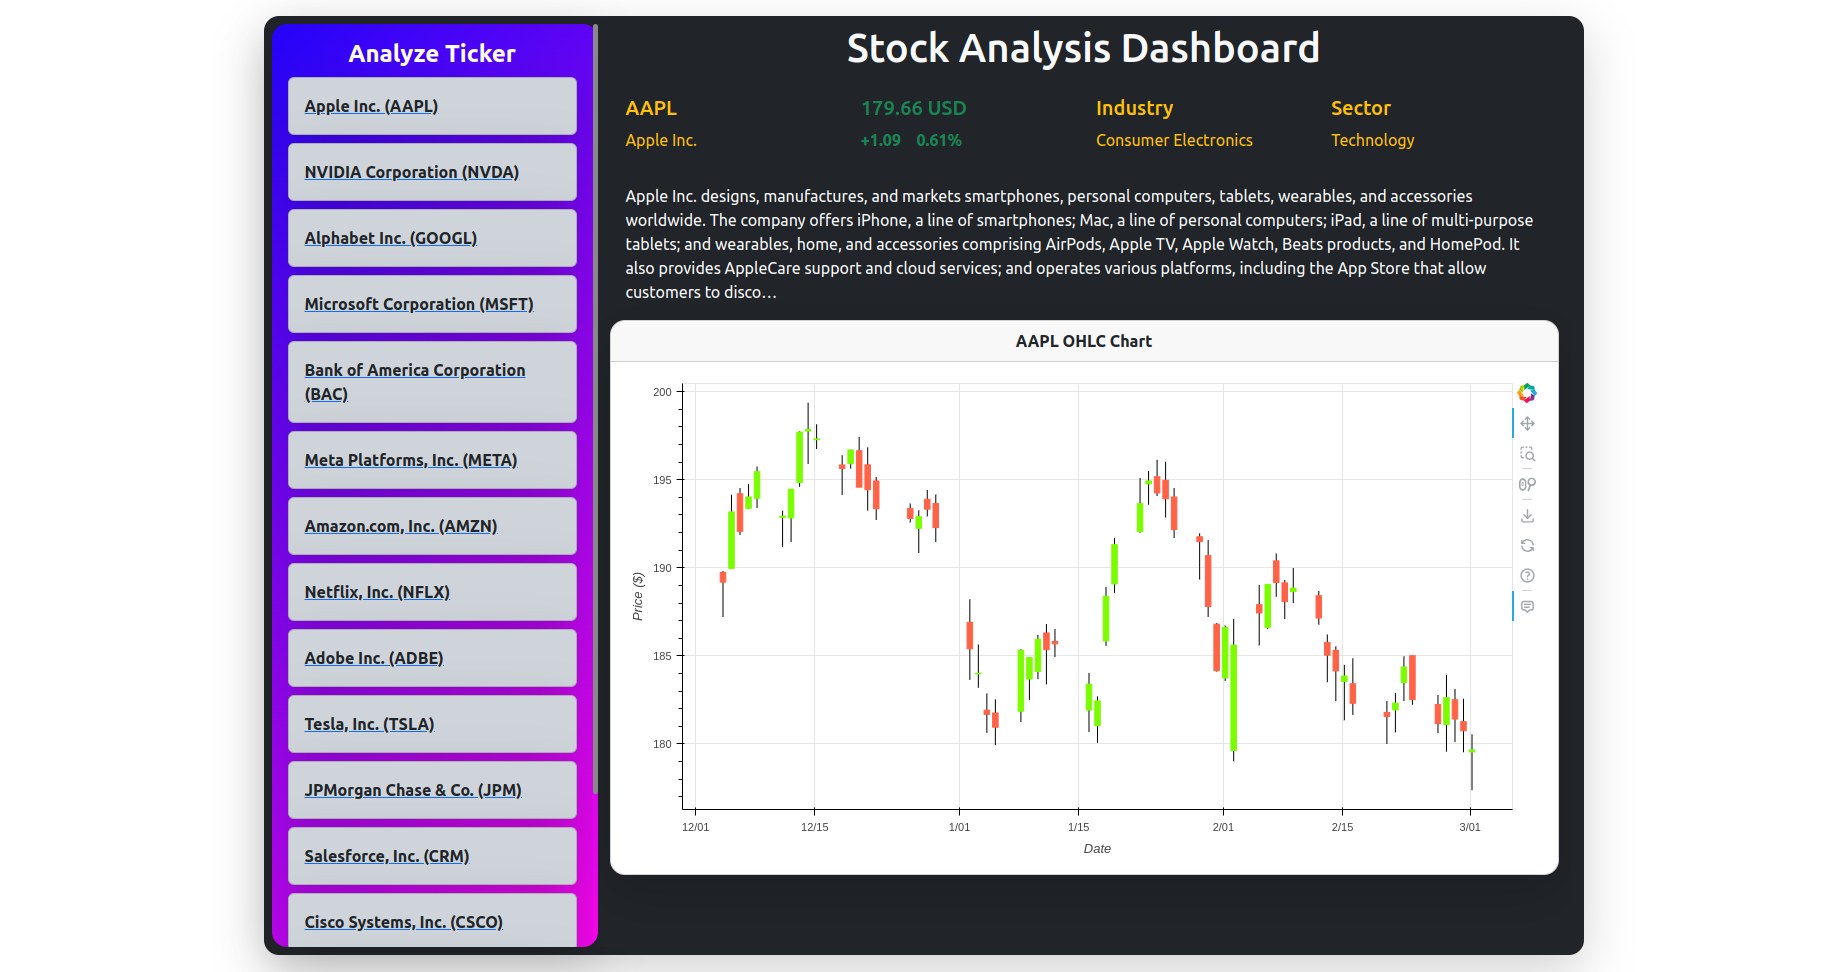 Analyze Ticker
Apple Inc. (AAPL)
NVIDIA Corporation (NVDA)
Alphabet Inc. (GOOGL)
Microsoft Corporation (MSFT)
Bank of America Corporation
(BAC)
Meta Platforms, Inc. (META)
Amazon.com, Inc. (AMZN)
Netflix, Inc. (NFLX)
Adobe Inc. (ADBE)
Tesla, Inc. (TSLA)
JPMorgan Chase & Co. (JPM)
Salesforce, Inc. (CRM)
Cisco Systems, Inc. (CSCO)
Stock Analysis Dashboard
AAPL 179.66 USD Industry Sector
Apple Inc. +1.09 0.61% Consumer Electronics Technology
Apple Inc. designs, manufactures, and markets smartphones, personal computers, tablets, wearables, and accessories
worldwide. The company offers iPhone, a line of smartphones; Mac, a line of personal computers; iPad, a line of multi-purpose
tablets; and wearables, home, and accessories comprising AirPods, Apple TV, Apple Watch, Beats products, and HomePod. It
also provides AppleCare support and cloud services; and operates various platforms, including the App Store that allow
customers to disco…
AAPL OHLC Chart
200
195
190
185
180
Price ($)
12/01 12/15 1/01 1/15 2/01 2/15 3/01
Date